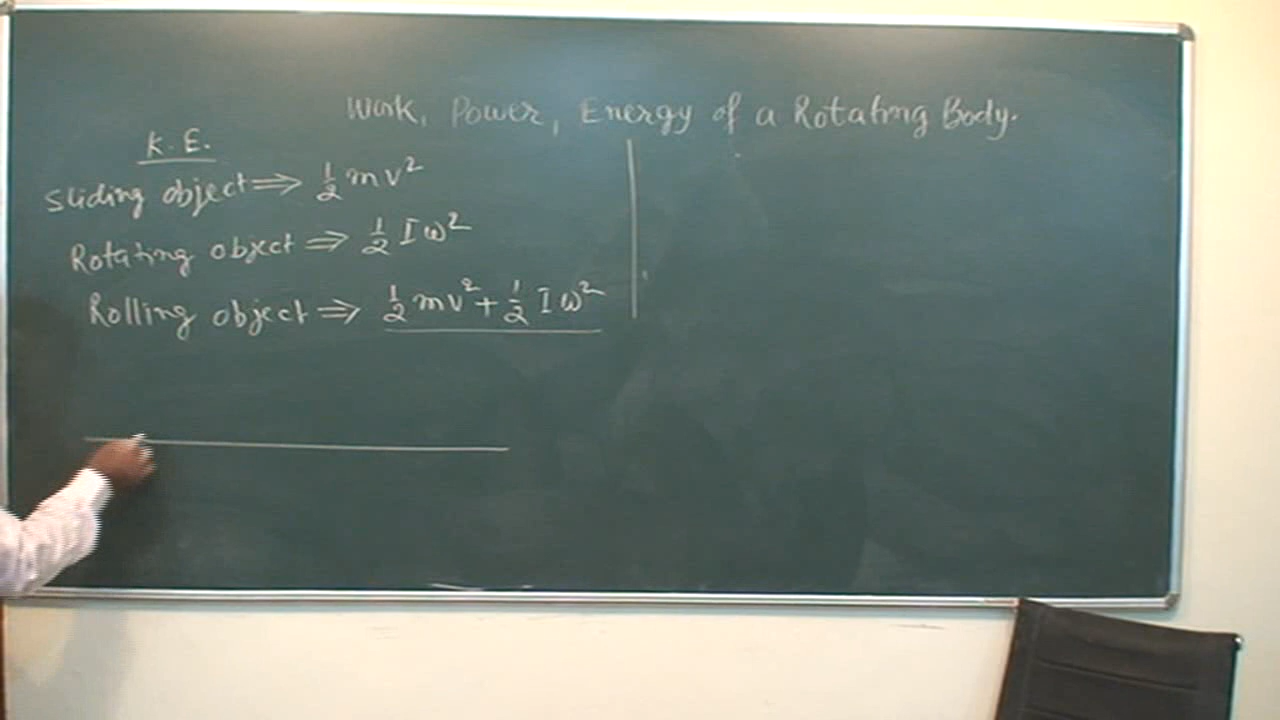 Work, Power, Energy of a Rotating Body.
K.E.
Sliding object ⇒ 1/2 mv²
Rotating object ⇒ 1/2 Iω²
Rolling object ⇒ 1/2 mv² + 1/2 Iω²